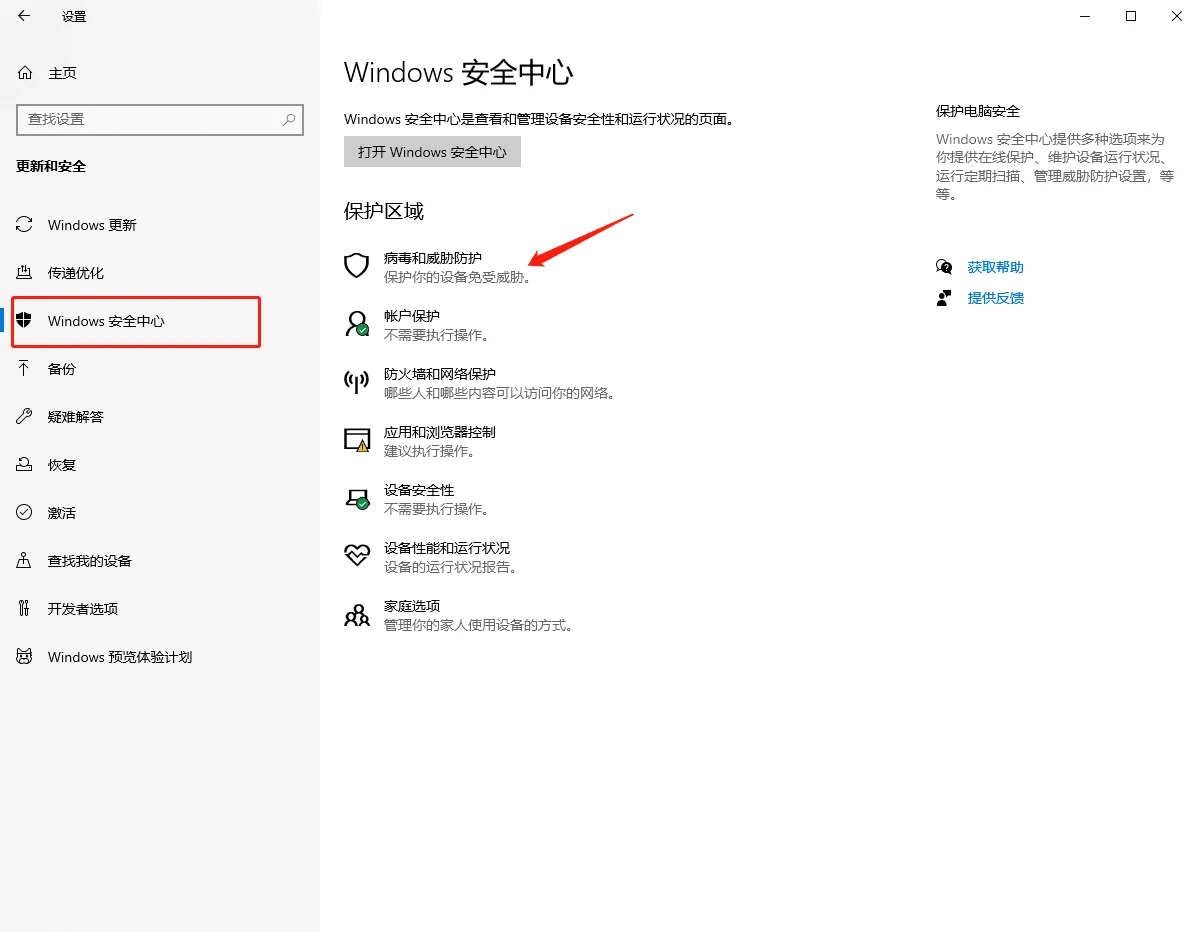 设置
主页
查找设置
更新和安全
Windows 更新
传递优化
Windows 安全中心
备份
疑难解答
恢复
激活
查找我的设备
开发者选项
Windows 预览体验计划
Windows 安全中心
Windows 安全中心是查看和管理设备安全性和运行状况的页面。
打开 Windows 安全中心
保护区域
病毒和威胁防护
保护你的设备免受威胁。
帐户保护
不需要执行操作。
防火墙和网络保护
哪些人和哪些内容可以访问你的网络。
应用和浏览器控制
建议执行操作。
设备安全性
不需要执行操作。
设备性能和运行状况
设备的运行状况报告。
家庭选项
管理你的家人使用设备的方式。
保护电脑安全
Windows 安全中心提供多种选项来为
你提供在线保护、维护设备运行状况、
运行定期扫描、管理威胁防护设置，等
等。
获取帮助
提供反馈